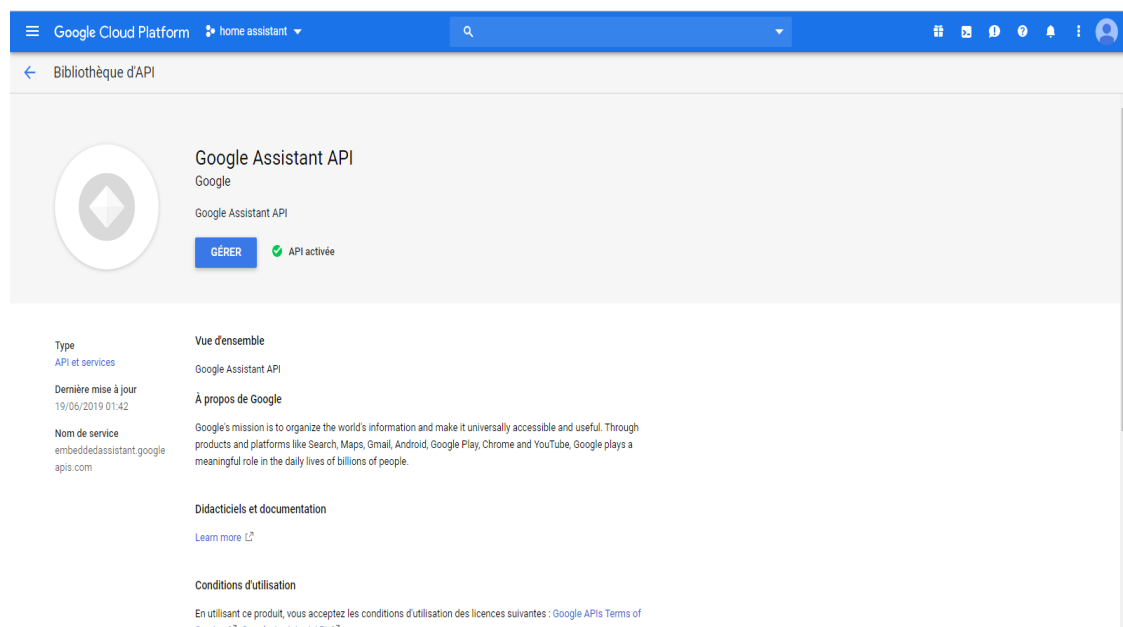 Google Cloud Platform home assistant
Bibliothèque d'API
Google Assistant API
Google
Google Assistant API
GÉRER API activée
Type
API et services
Dernière mise à jour
19/06/2019 01:42
Nom de service
embeddedassistant.google
apis.com
Vue d'ensemble
Google Assistant API
À propos de Google
Google's mission is to organize the world's information and make it universally accessible and useful. Through
products and platforms like Search, Maps, Gmail, Android, Google Play, Chrome and YouTube, Google plays a
meaningful role in the daily lives of billions of people.
Didacticiels et documentation
Learn more
Conditions d'utilisation
En utilisant ce produit, vous acceptez les conditions d'utilisation des licences suivantes : Google APIs Terms of